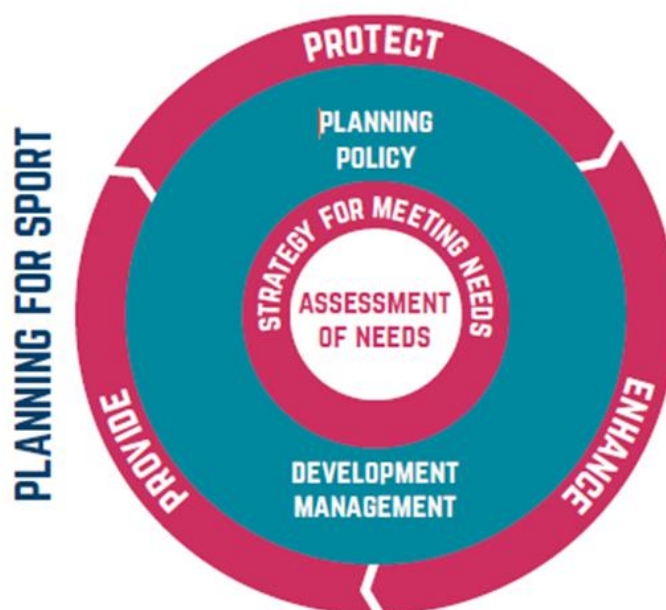 PLANNING FOR SPORT
PROTECT
PLANNING
POLICY
STRATEGY FOR MEETING NEEDS
ASSESSMENT
OF NEEDS
DEVELOPMENT
MANAGEMENT
PROVIDE
ENHANCE